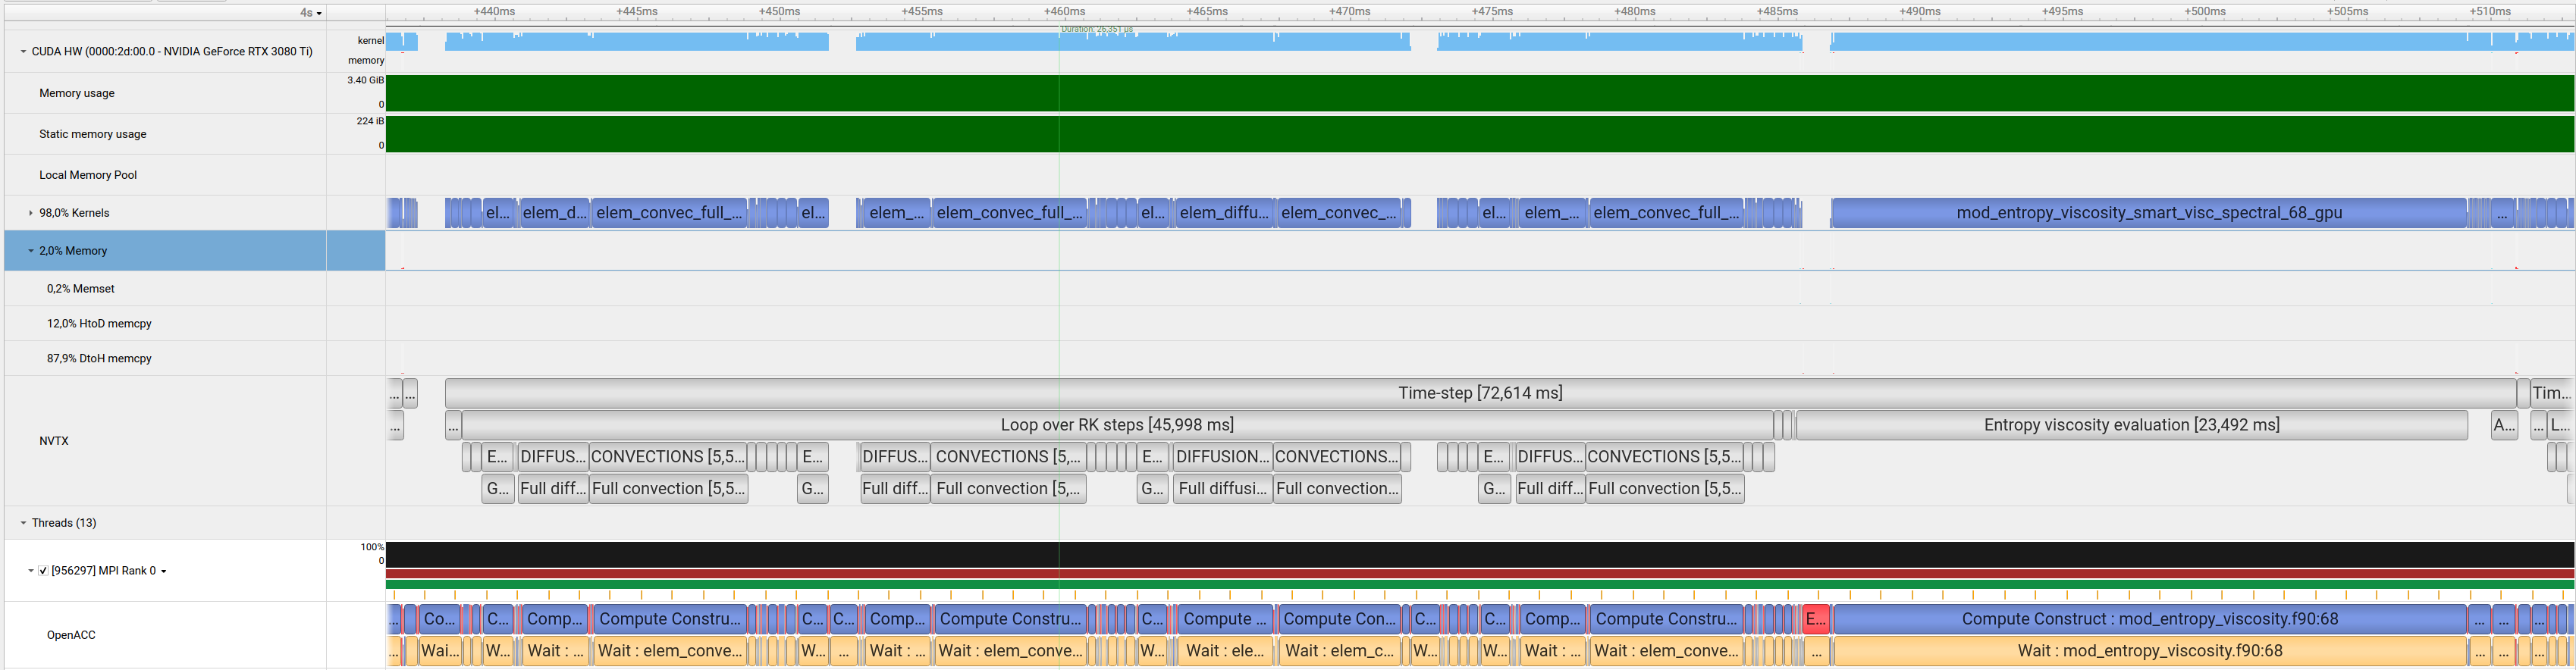 4s +440ms +445ms +450ms +455ms +460ms +465ms +470ms +475ms +480ms +485ms +490ms +495ms +500ms +505ms +510ms
Duration: 26,351 µs
CUDA HW (0000:2d:00.0 - NVIDIA GeForce RTX 3080 Ti) kernel
memory
Memory usage 3.40 GiB
0
Static memory usage 224 iB
0
Local Memory Pool
98,0% Kernels el... elem_d... elem_convec_full_... el... elem_... elem_convec_full_... el... elem_diffu... elem_convec_... el... elem_... elem_convec_full_... mod_entropy_viscosity_smart_visc_spectral_68_gpu ...
2,0% Memory
0,2% Memset
12,0% HtoD memcpy
87,9% DtoH memcpy
NVTX
... ... Time-step [72,614 ms] Tim...
... ... Loop over RK steps [45,998 ms] Entropy viscosity evaluation [23,492 ms] A... ... L...
E... DIFFUS... CONVECTIONS [5,5... E... DIFFUS... CONVECTIONS [5,... E... DIFFUSION... CONVECTIONS... E... DIFFUS... CONVECTIONS [5,5...
G... Full diff... Full convection [5,5... G... Full diff... Full convection [5,... G... Full diffusi... Full convection... G... Full diff... Full convection [5,5...
Threads (13)
[956297] MPI Rank 0 100%
0
OpenACC
... Co... C... Comp... Compute Constru... C... C... Comp... Compute Constru... C... Compute ... Compute Con... C... C... Comp... Compute Constru... E... Compute Construct : mod_entropy_viscosity.f90:68 ... ... ...
... Wai... W... Wait : ... Wait : elem_conve... W... ... Wait : ... Wait : elem_conve... W... Wait : ele... Wait : elem_c... W... W... Wait : ... Wait : elem_conve... ... Wait : mod_entropy_viscosity.f90:68 ... ... ...